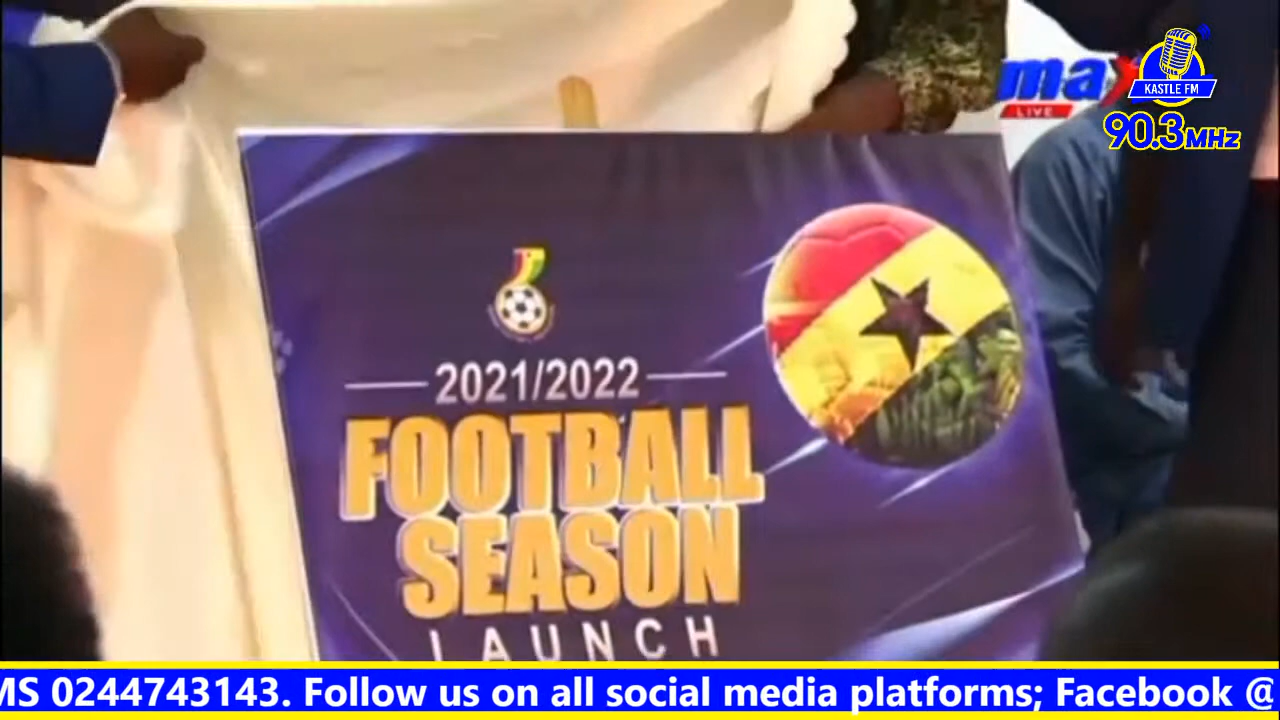 max
LIVE
KASTLE FM
90.3MHz
2021/2022
FOOTBALL
SEASON
LAUNCH
MS 0244743143. Follow us on all social media platforms; Facebook @